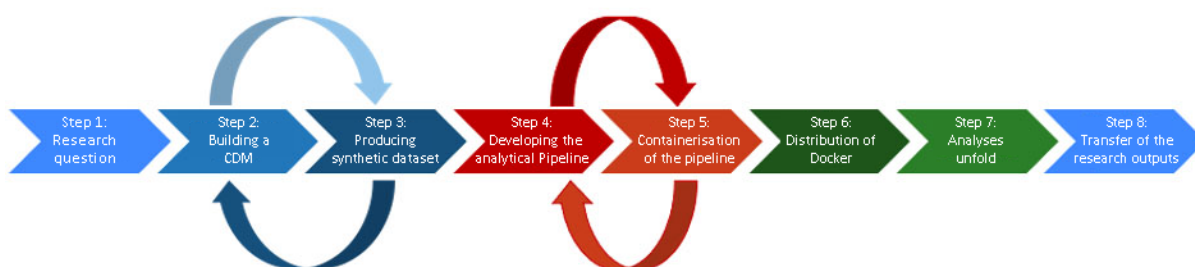 Step 1:
Research
question
Step 2:
Building a
CDM
Step 3:
Producing
synthetic dataset
Step 4:
Developing the
analytical Pipeline
Step 5:
Containerisation
of the pipeline
Step 6:
Distribution of
Docker
Step 7:
Analyses
unfold
Step 8:
Transfer of the
research outputs